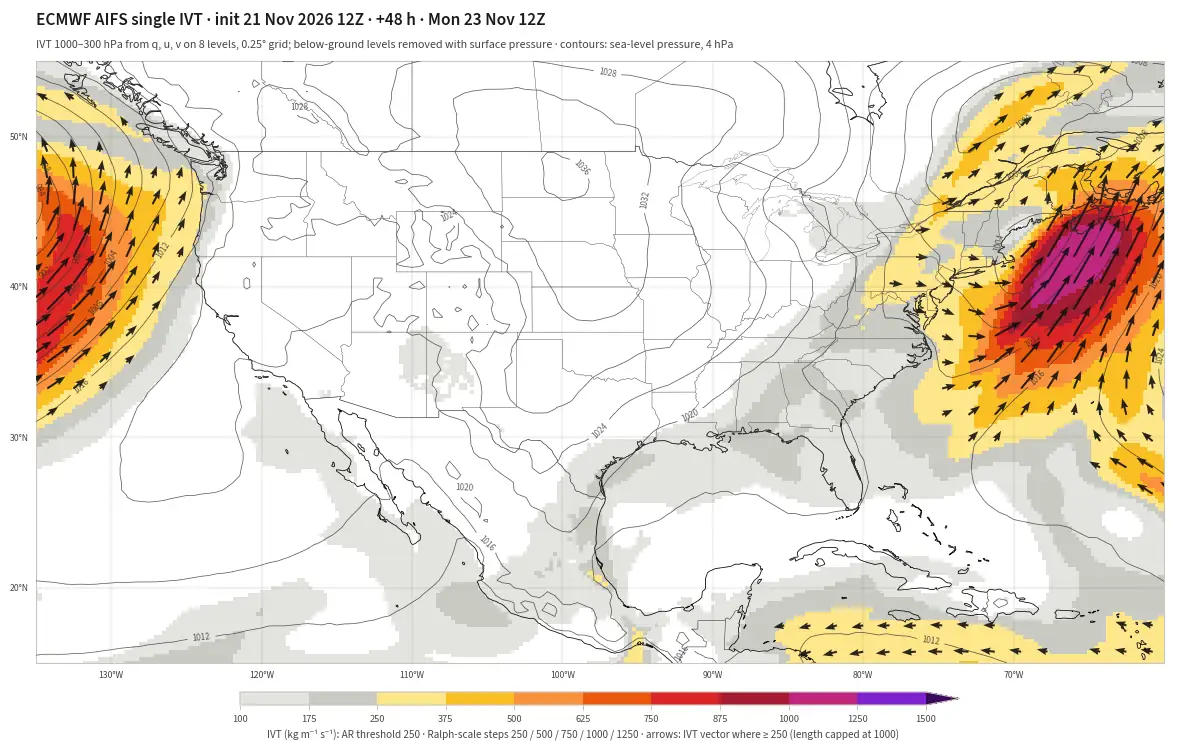 ECMWF AIFS single IVT · init 21 Nov 2026 12Z · +48 h · Mon 23 Nov 12Z
IVT 1000–300 hPa from q, u, v on 8 levels, 0.25° grid; below-ground levels removed with surface pressure · contours: sea-level pressure, 4 hPa
1028
1028
50°N
1008
1036
1032
1024
1012
1004
40°N
1024
1016
1016
1020
1024
30°N
1020
1016
20°N
1012
1012
130°W 120°W 110°W 100°W 90°W 80°W 70°W
100 175 250 375 500 625 750 875 1000 1250 1500
IVT (kg m⁻¹ s⁻¹): AR threshold 250 · Ralph-scale steps 250 / 500 / 750 / 1000 / 1250 · arrows: IVT vector where ≥ 250 (length capped at 1000)